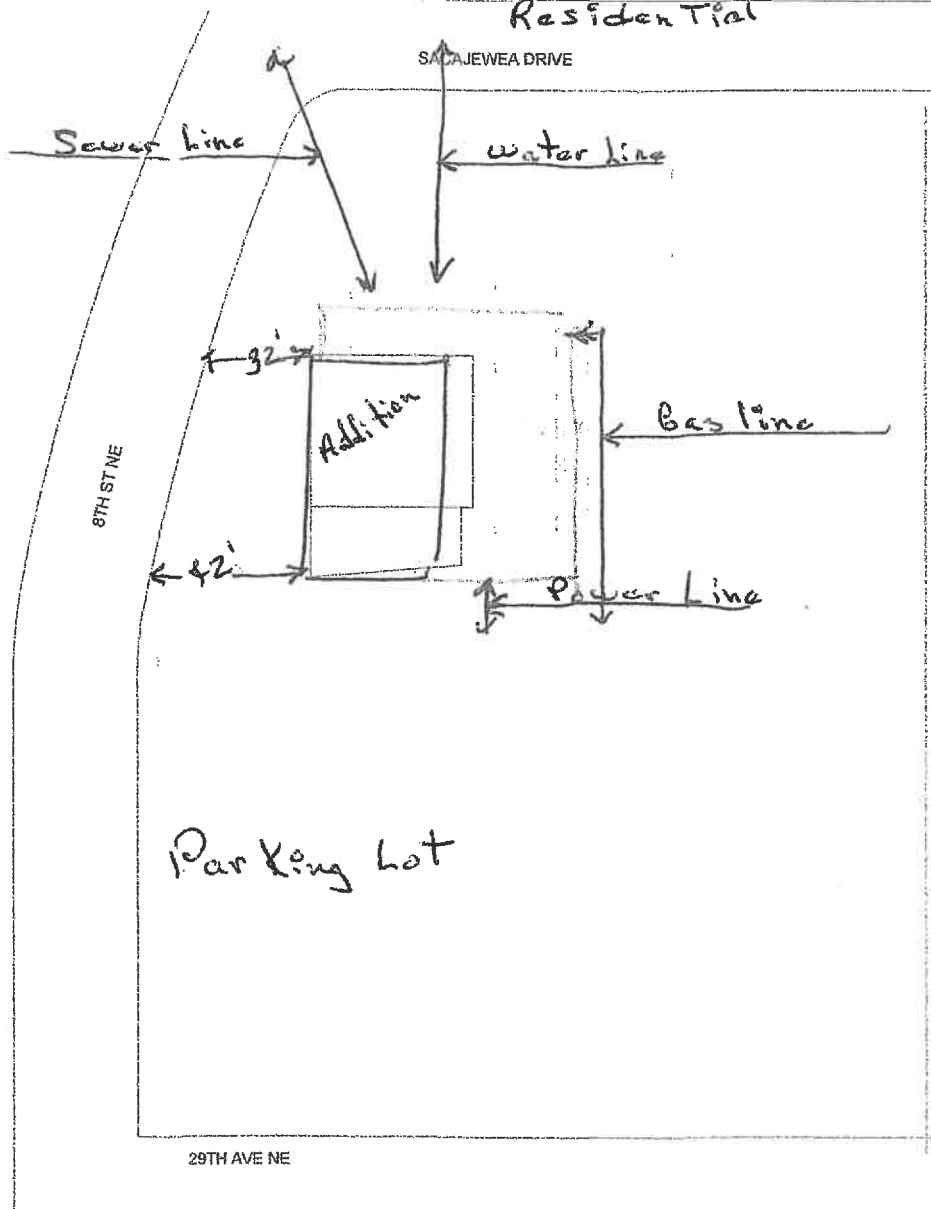 ResidenTial
SACAJEWEA DRIVE
Sewer Line
water Line
32'
Addition
Gas line
8TH ST NE
42'
Power Line
ParKing Lot
29TH AVE NE